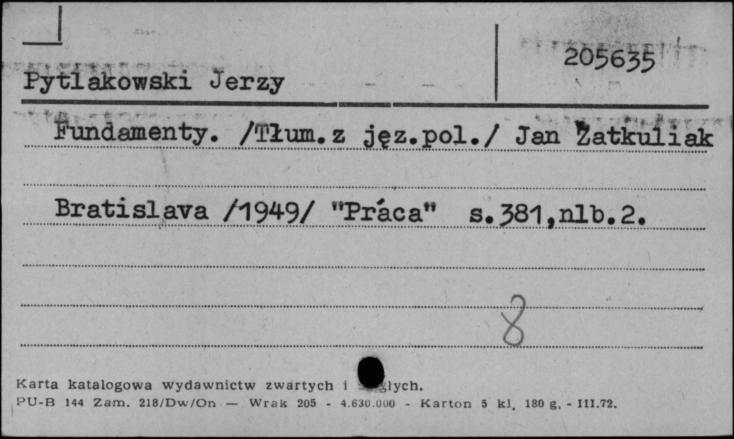 205635
Pytlakowski Jerzy
Fundamenty. /Tłum.z jęz.pol./ Jan Žatkuliak
Bratislava /1949/ "Práca" s.381,nlb.2.
8
Karta katalogowa wydawnictw zwartych i
PU-B 144 Zam. 218/Dw/On — Wrak 205 - 4.630.000 - Karton 5 kl. 180 g. - III.72.